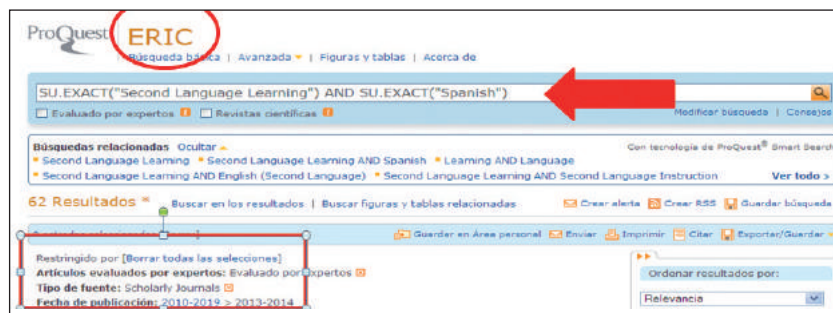 ProQuest ERIC
Búsqueda básica | Avanzada | Figuras y tablas | Acerca de
SU.EXACT("Second Language Learning") AND SU.EXACT("Spanish")
Evaluado por expertos Revistas científicas Modificar búsqueda | Consejos
Búsquedas relacionadas Ocultar Con tecnología de ProQuest® Smart Search
Second Language Learning Second Language Learning AND Spanish Learning AND Language
Second Language Learning AND English (Second Language) Second Language Learning AND Second Language Instruction Ver todo >
62 Resultados * Buscar en los resultados | Buscar figuras y tablas relacionadas Crear alerta Crear RSS Guardar búsqueda
Guardar en Área personal Enviar Imprimir Citar Exportar/Guardar
Restringido por [Borrar todas las selecciones]
Artículos evaluados por expertos: Evaluado por expertos
Tipo de fuente: Scholarly Journals
Fecha de publicación: 2010-2019 > 2013-2014
Ordenar resultados por:
Relevancia